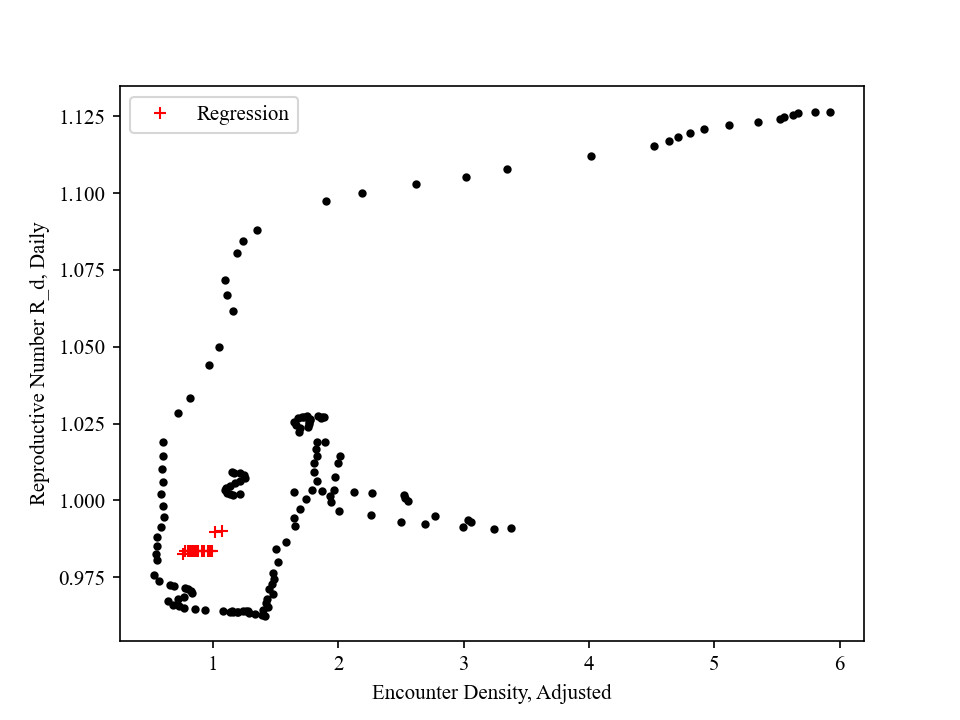 Regression
1.125
1.100
1.075
1.050
1.025
1.000
0.975
Reproductive Number R_d, Daily
1 2 3 4 5 6
Encounter Density, Adjusted